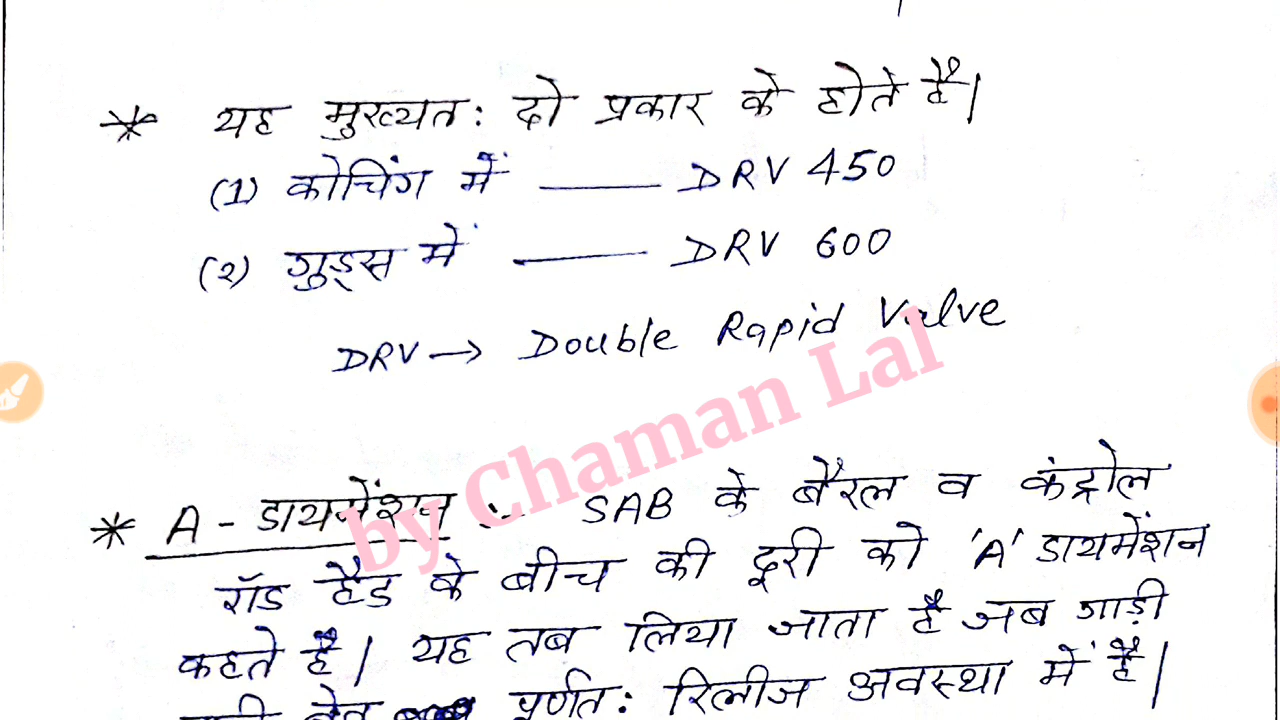 * यह मुख्यत: दो प्रकार के होते है।
(1) कोचिंग में —— DRV 450
(२) गुड्स में —— DRV 600
DRV → Double Rapid Valve
by Chaman Lal
* A - डायमेंशन :- SAB के बैरल व कंट्रोल
रॉड हैड के बीच की दूरी को 'A' डायमेंशन
कहते है। यह तब लिया जाता है जब गाड़ी
पूर्णत: रिलीज अवस्था में है।